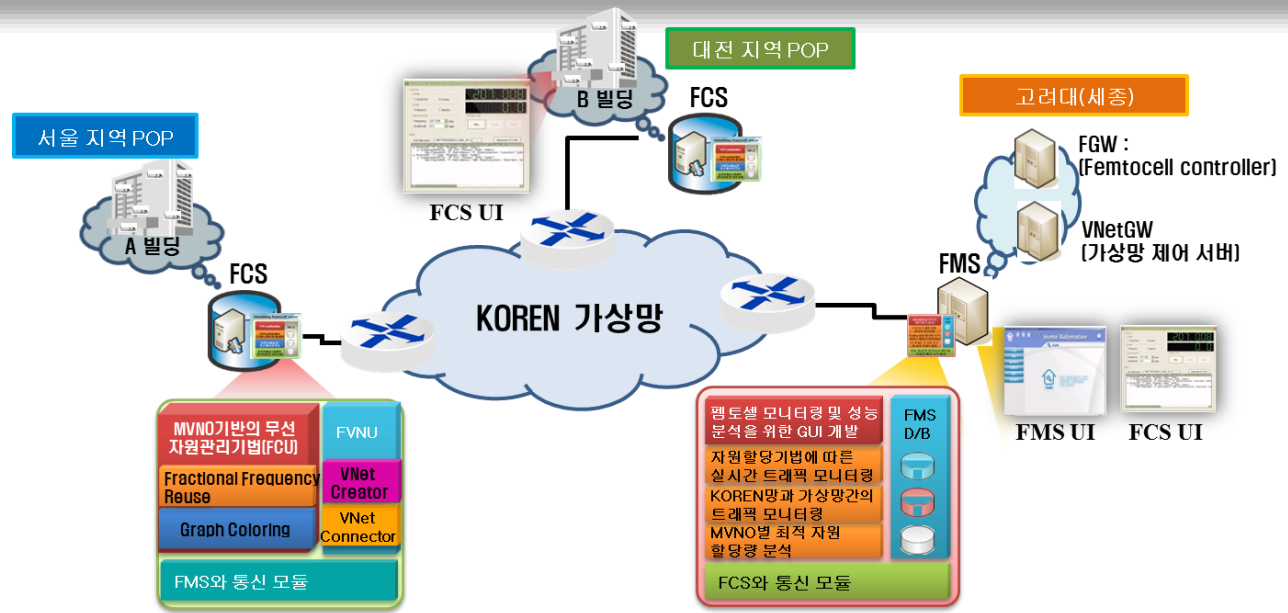 대전 지역 POP
고려대(세종)
서울 지역 POP
B 빌딩
FCS
FGW :
(Femtocell controller)
FCS UI
A 빌딩
VNetGW
(가상망 제어 서버)
FCS
FMS
KOREN 가상망
Home Automation
FMS UI
FCS UI
MVNO기반의 무선
자원관리기법(FCU)
FVNU
Fractional Frequency
Reuse
VNet
Creator
Graph Coloring
VNet
Connector
FMS와 통신 모듈
펨토셀 모니터링 및 성능
분석을 위한 GUI 개발
FMS
D/B
자원할당기법에 따른
실시간 트래픽 모니터링
KOREN망과 가상망간의
트래픽 모니터링
MVNO별 최적 자원
할당량 분석
FCS와 통신 모듈